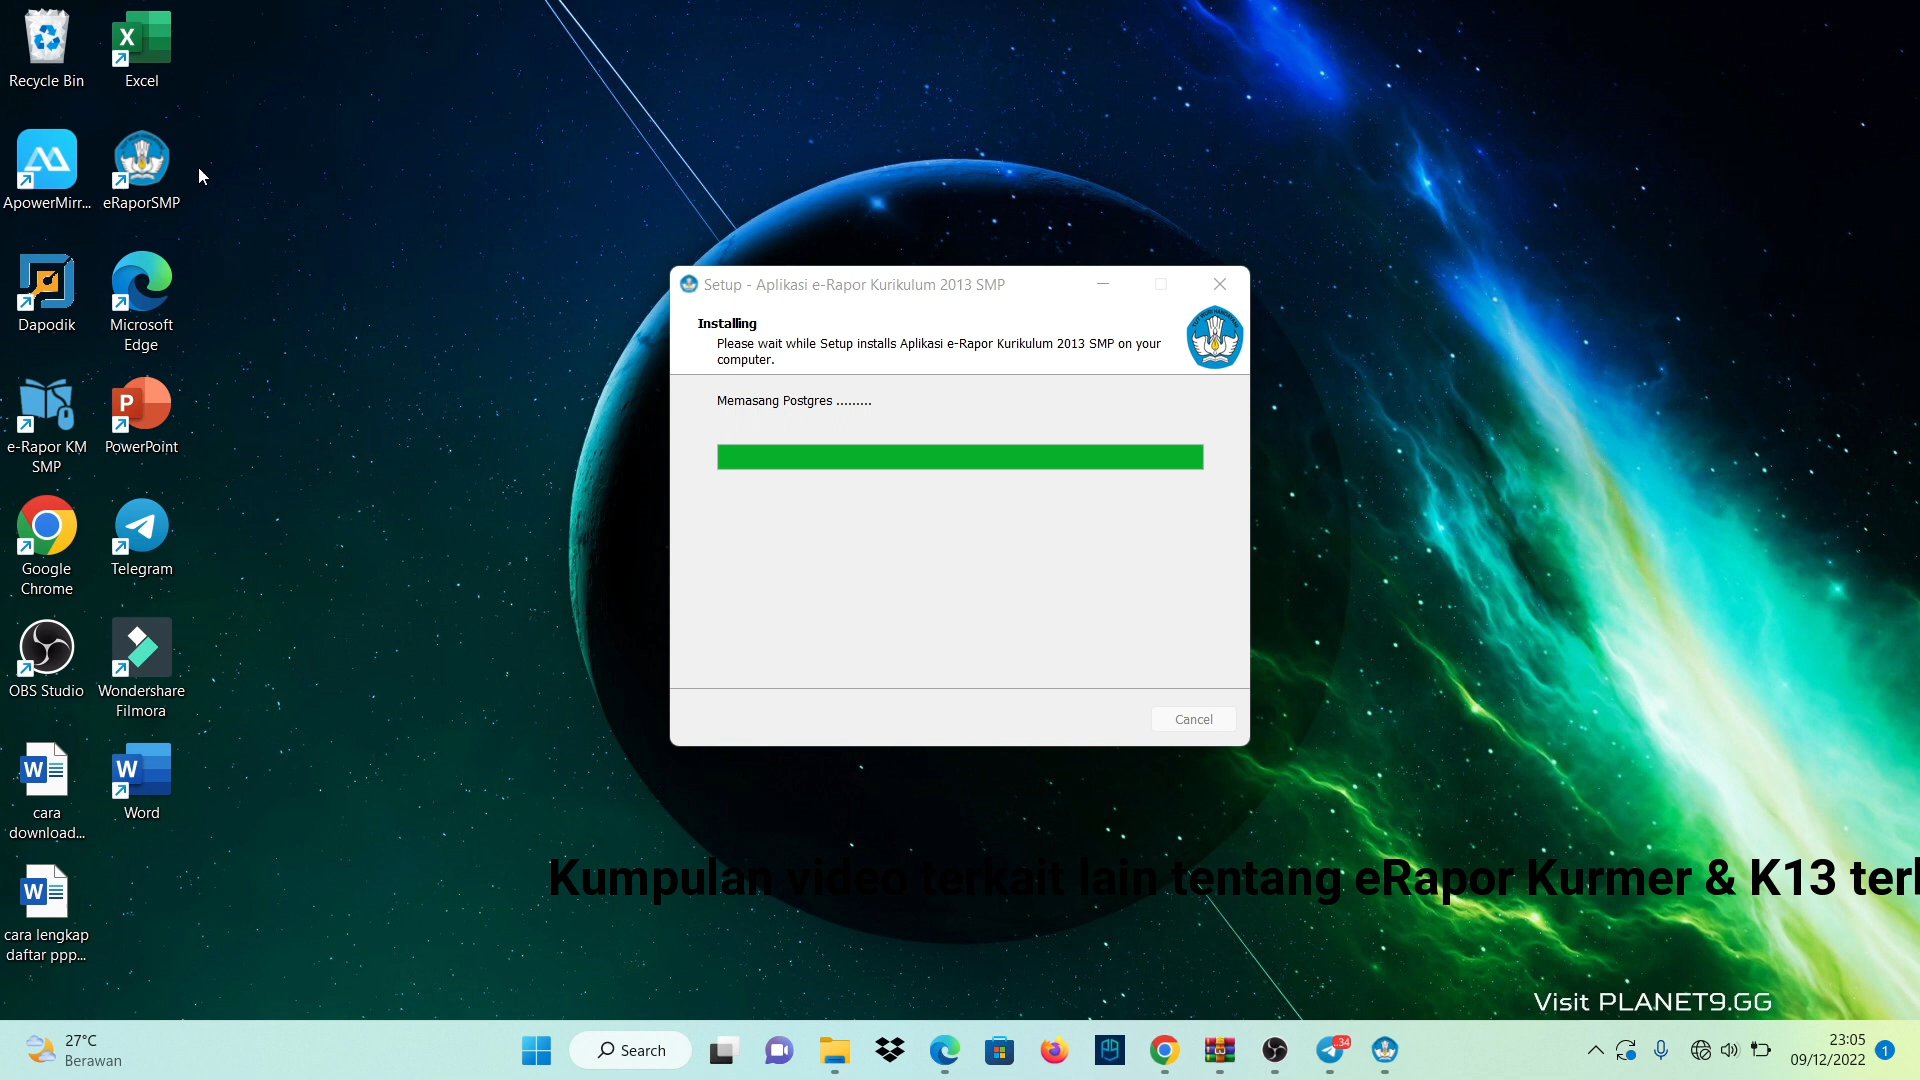 Recycle Bin
Excel
ApowerMirr...
eRaporSMP
Dapodik
Microsoft
Edge
e-Rapor KM
SMP
PowerPoint
Google
Chrome
Telegram
OBS Studio
Wondershare
Filmora
cara
download...
Word
cara lengkap
daftar ppp...
Setup - Aplikasi e-Rapor Kurikulum 2013 SMP
Installing
Please wait while Setup installs Aplikasi e-Rapor Kurikulum 2013 SMP on your
computer.
Memasang Postgres .........
Cancel
Kumpulan video terkait lain tentang eRapor Kurmer & K13
Visit PLANET9.GG
27°C
Berawan
Search
34
23:05
09/12/2022
1